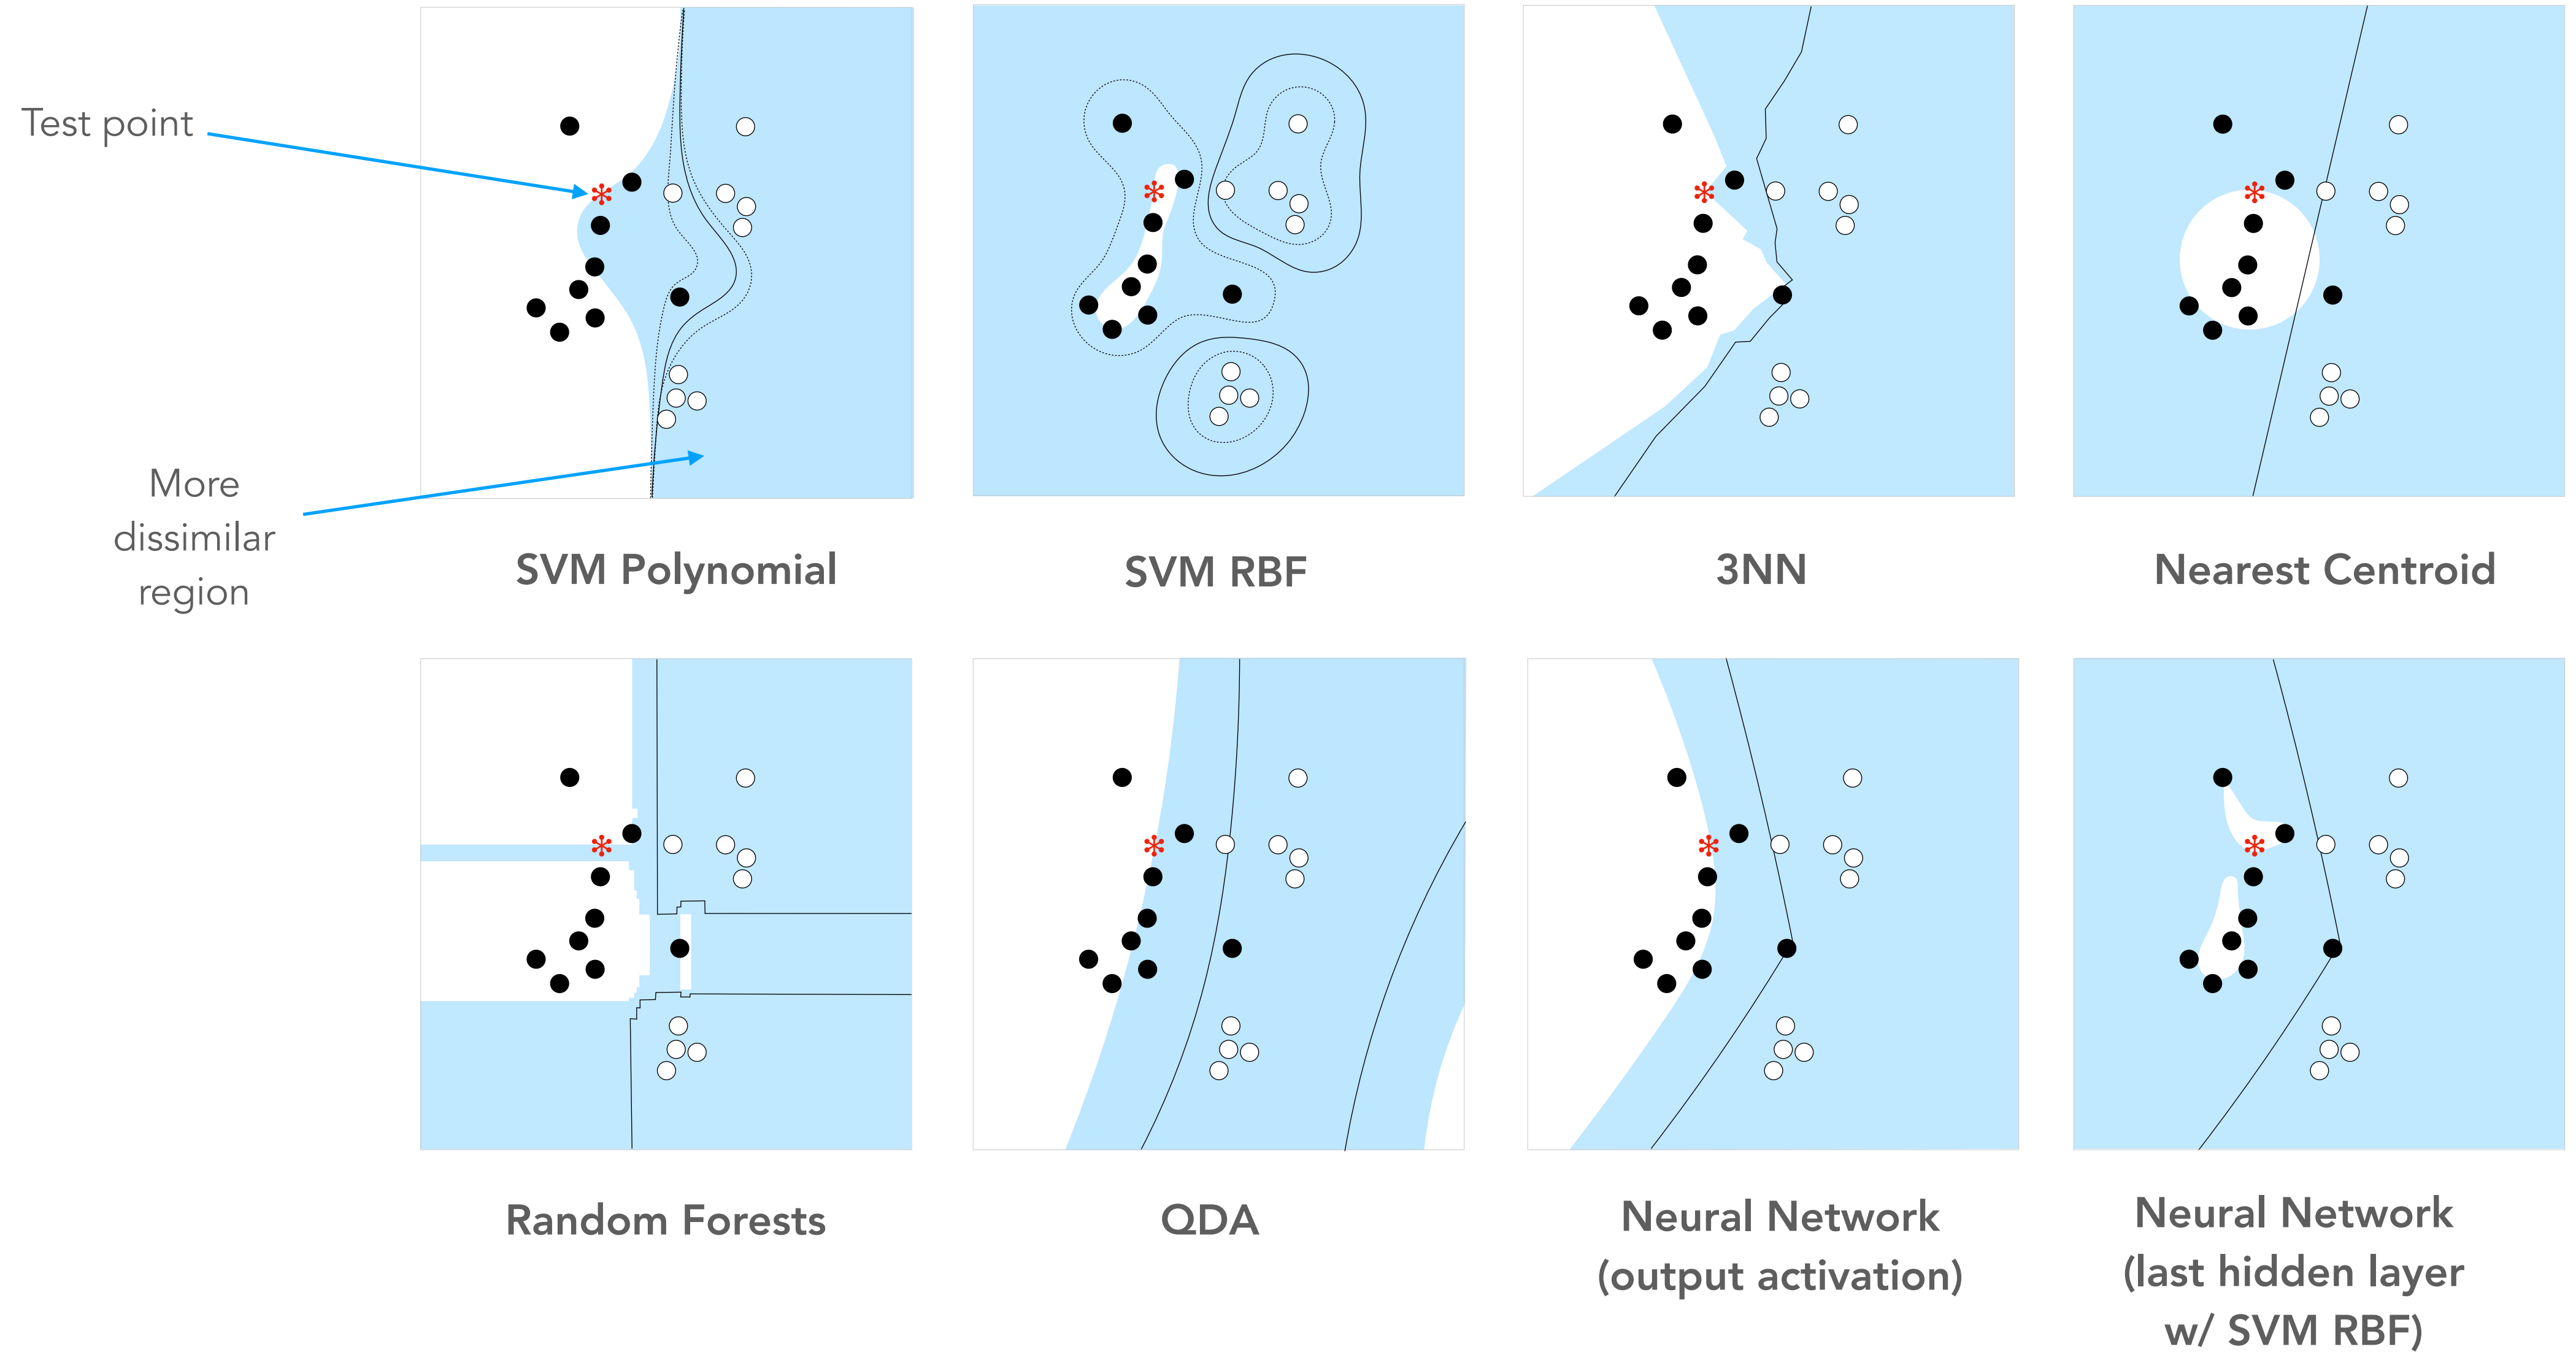 Test point
More
dissimilar
region
SVM Polynomial
SVM RBF
3NN
Nearest Centroid
Random Forests
QDA
Neural Network
(output activation)
Neural Network
(last hidden layer
w/ SVM RBF)